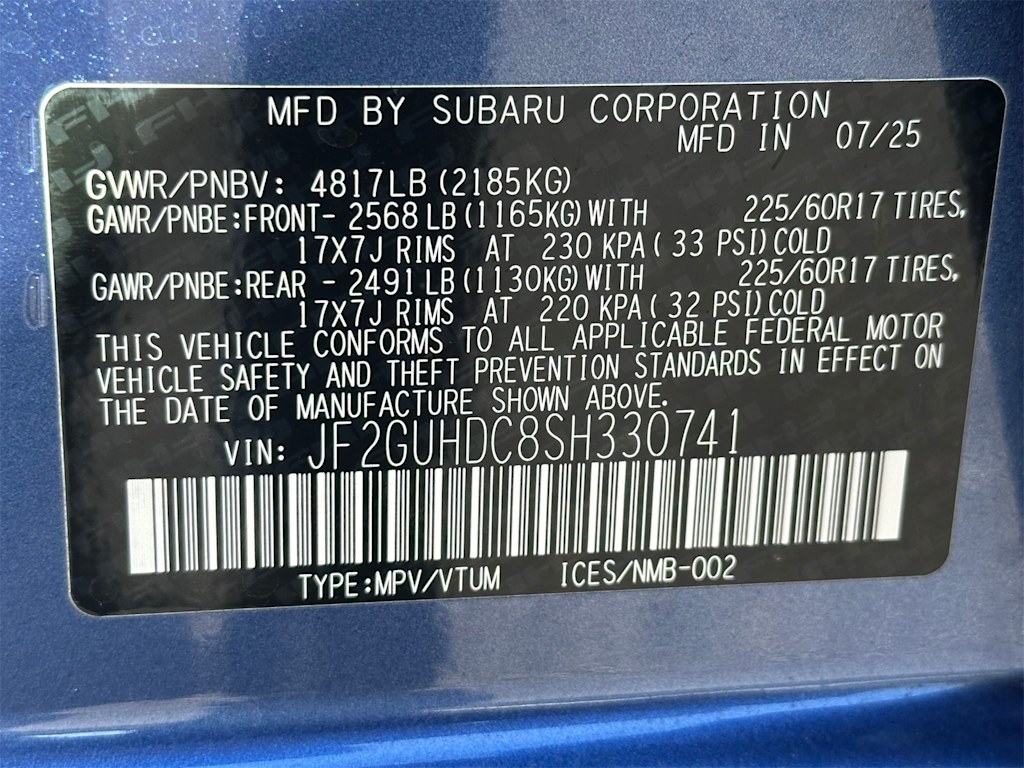 MFD BY SUBARU CORPORATION
MFD IN 07/25
GVWR/PNBV: 4817LB (2185KG)
GAWR/PNBE:FRONT- 2568 LB (1165KG) WITH 225/60R17 TIRES,
17X7J RIMS AT 230 KPA ( 33 PSI) COLD
GAWR/PNBE:REAR - 2491 LB (1130KG) WITH 225/60R17 TIRES,
17X7J RIMS AT 220 KPA ( 32 PSI) COLD
THIS VEHICLE CONFORMS TO ALL APPLICABLE FEDERAL MOTOR
VEHICLE SAFETY AND THEFT PREVENTION STANDARDS IN EFFECT ON
THE DATE OF MANUFACTURE SHOWN ABOVE.
VIN: JF2GUHDC8SH330741
TYPE:MPV/VTUM ICES/NMB-002